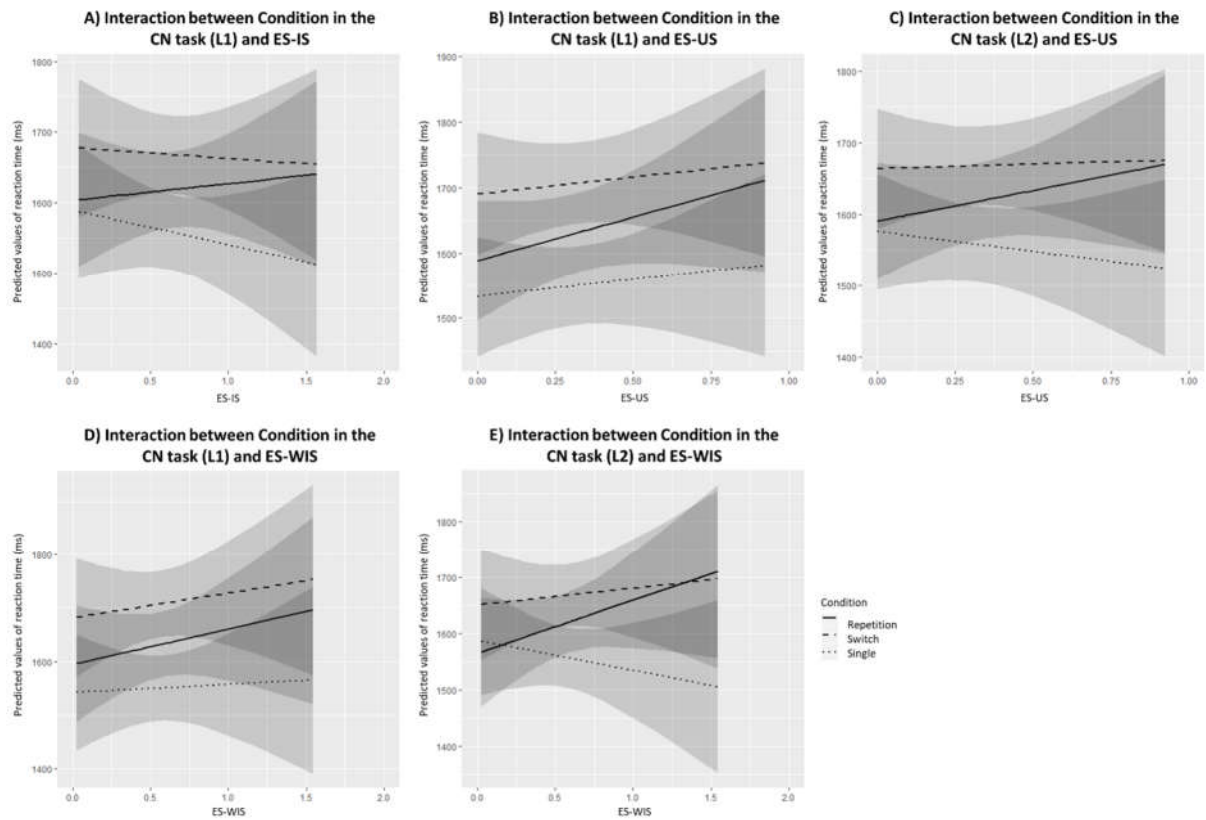 A) Interaction between Condition in the
CN task (L1) and ES-IS
Predicted values of reaction time (ms)
1800
1700
1600
1600
1400
0.0 0.5 1.0 1.5 2.0
ES-IS
B) Interaction between Condition in the
CN task (L1) and ES-US
Predicted values of reaction time (ms)
1900
1800
1700
1600
1500
0.00 0.25 0.50 0.75 1.00
ES-US
C) Interaction between Condition in the
CN task (L2) and ES-US
Predicted values of reaction time (ms)
1800
1700
1600
1500
1400
0.00 0.25 0.50 0.75 1.00
ES-US
D) Interaction between Condition in the
CN task (L1) and ES-WIS
Predicted values of reaction time (ms)
1800
1600
1400
0.0 0.5 1.0 1.5 2.0
ES-WIS
E) Interaction between Condition in the
CN task (L2) and ES-WIS
Predicted values of reaction time (ms)
1800
1700
1600
1500
1400
0.0 0.5 1.0 1.5 2.0
ES-WIS
Condition
Repetition
Switch
Single